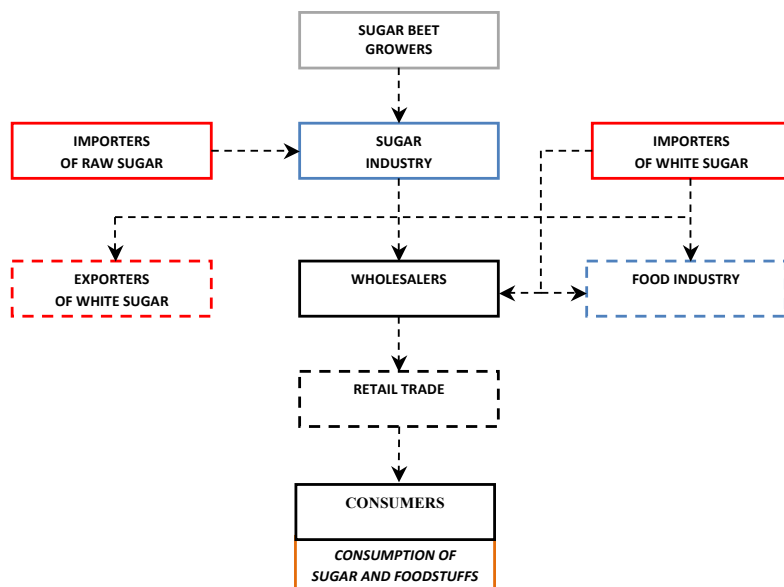 SUGAR BEET
GROWERS
IMPORTERS
OF RAW SUGAR
SUGAR
INDUSTRY
IMPORTERS
OF WHITE SUGAR
EXPORTERS
OF WHITE SUGAR
WHOLESALERS
FOOD INDUSTRY
RETAIL TRADE
CONSUMERS
CONSUMPTION OF
SUGAR AND FOODSTUFFS